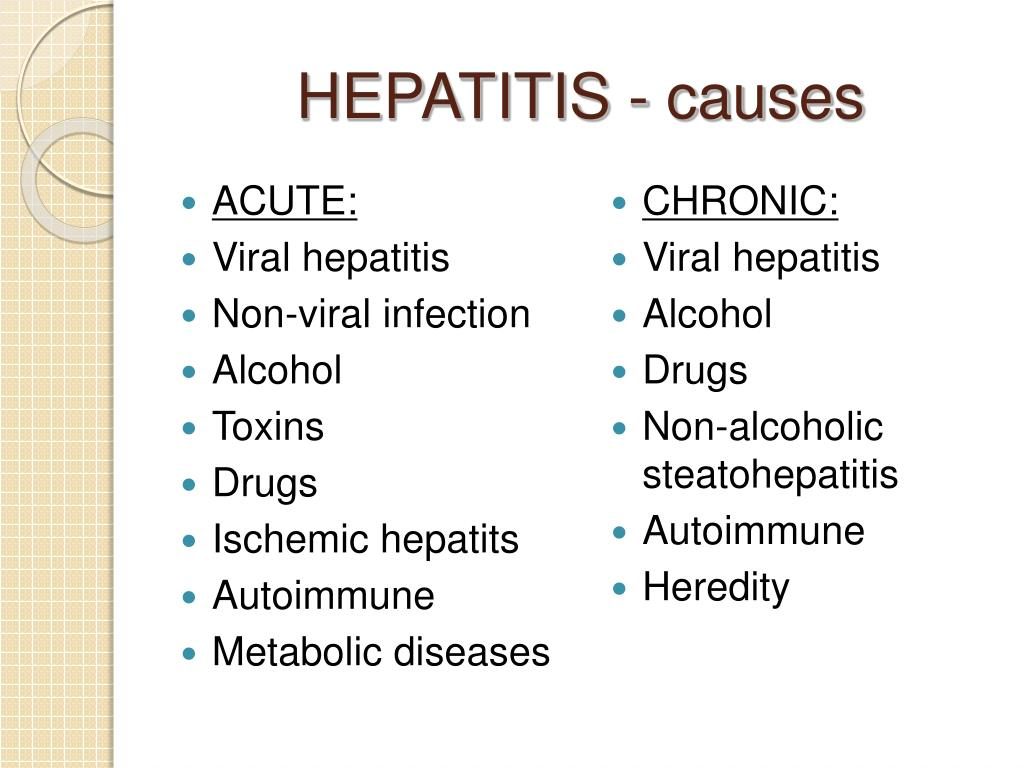 HEPATITIS - causes
ACUTE:
Viral hepatitis
Non-viral infection
Alcohol
Toxins
Drugs
Ischemic hepatits
Autoimmune
Metabolic diseases
CHRONIC:
Viral hepatitis
Alcohol
Drugs
Non-alcoholic
steatohepatitis
Autoimmune
Heredity